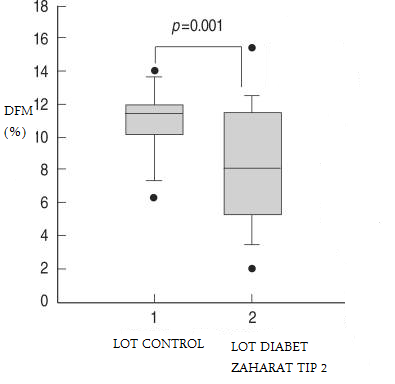 18
16
p=0.001
14
DFM
12
(%)
10
8
6
4
2
0
1
2
LOT CONTROL
LOT DIABET
ZAHARAT TIP 2